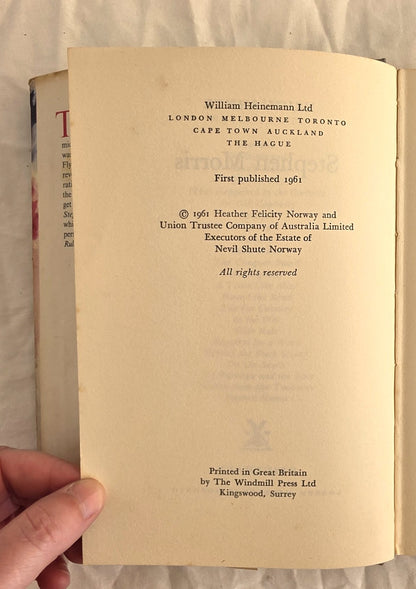 William Heinemann Ltd
LONDON MELBOURNE TORONTO
CAPE TOWN AUCKLAND
THE HAGUE
First published 1961
© 1961 Heather Felicity Norway and
Union Trustee Company of Australia Limited
Executors of the Estate of
Nevil Shute Norway
All rights reserved
Printed in Great Britain
by The Windmill Press Ltd
Kingswood, Surrey